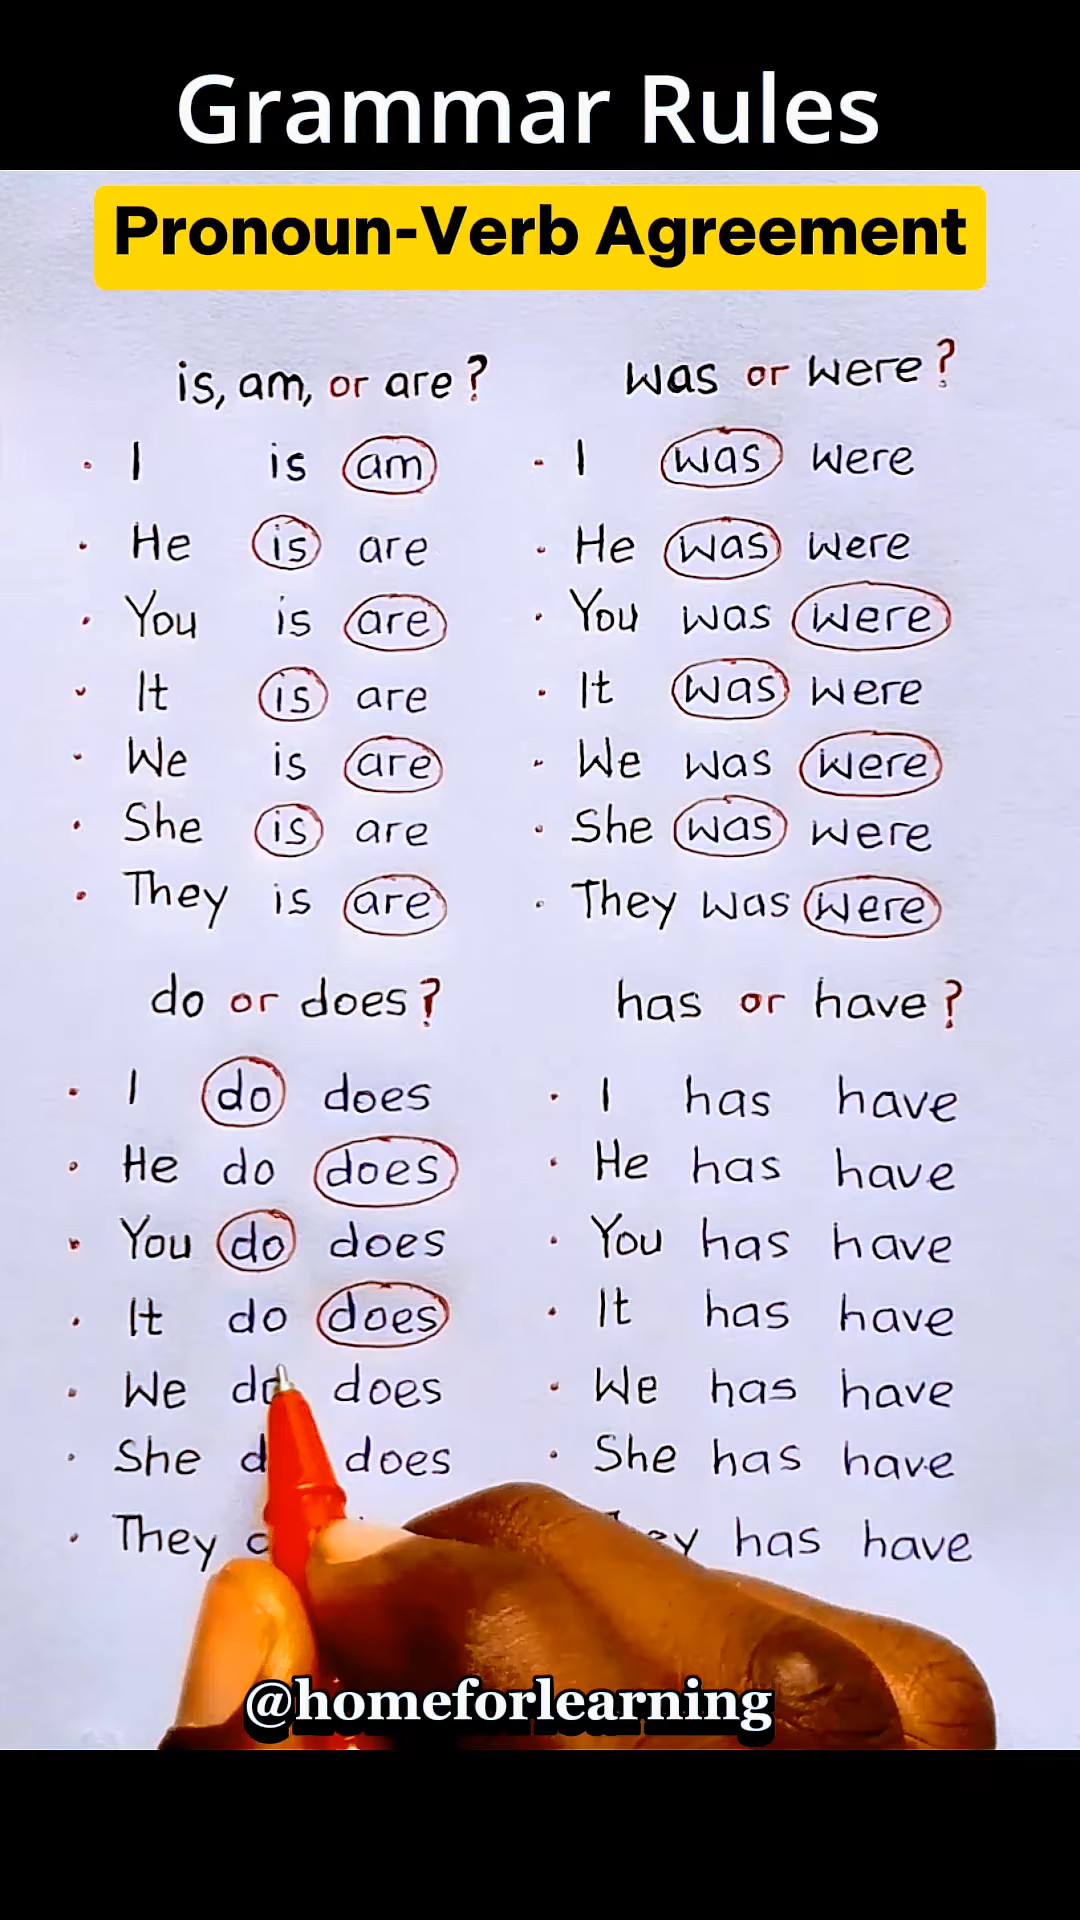 Grammar Rules
Pronoun-Verb Agreement
is, am, or are?
• I is am
• He is are
• You is are
• It is are
• We is are
• She is are
• They is are
was or were?
• I was were
• He was were
• You was were
• It was were
• We was were
• She was were
• They was were
do or does?
• I do does
• He do does
• You do does
• It do does
• We do does
• She does
• They
has or have?
• I has have
• He has have
• You has have
• It has have
• We has have
• She has have
has have
@homeforlearning